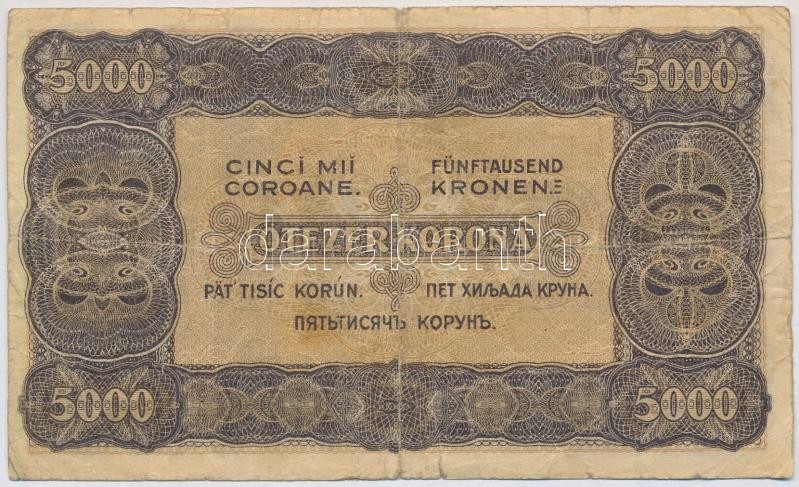 5000 5000
CINCI MII
COROANE.
FÜNFTAUSEND
KRONEN.
ÖTEZER KORONA
darabanth
PÄŤ TISÍC KORÚN.
ПЕТ ХИЉАДА КРУНА.
ПЯТЬТИСЯЧЪ КОРУНЪ.
5000 5000